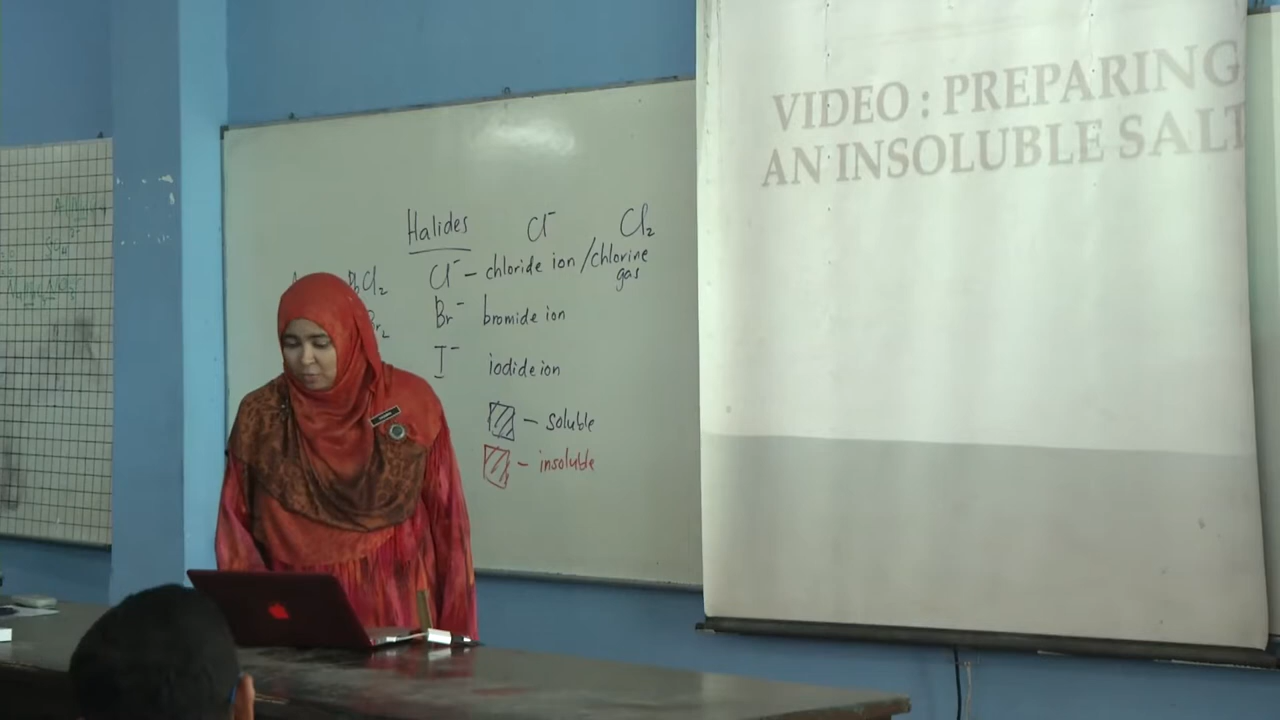 Halides Cl⁻ Cl₂
Cl⁻ – chloride ion / chlorine gas
Br⁻ bromide ion
I⁻ iodide ion
– soluble
– insoluble
VIDEO : PREPARING
AN INSOLUBLE SALT